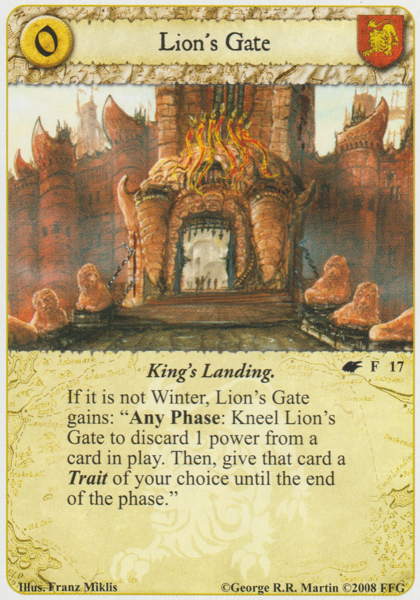 0
Lion's Gate
King's Landing.
F 17
If it is not Winter, Lion's Gate
gains: “Any Phase: Kneel Lion's
Gate to discard 1 power from a
card in play. Then, give that card a
Trait of your choice until the end
of the phase.”
Illus. Franz Miklis
©George R.R. Martin ©2008 FFG